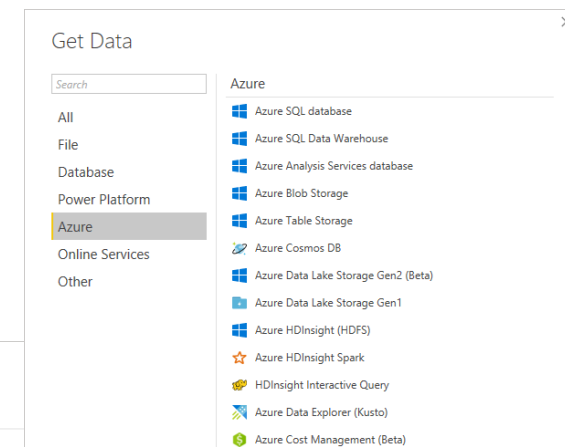 Get Data
Search
All
File
Database
Power Platform
Azure
Online Services
Other
Azure
Azure SQL database
Azure SQL Data Warehouse
Azure Analysis Services database
Azure Blob Storage
Azure Table Storage
Azure Cosmos DB
Azure Data Lake Storage Gen2 (Beta)
Azure Data Lake Storage Gen1
Azure HDInsight (HDFS)
Azure HDInsight Spark
HDInsight Interactive Query
Azure Data Explorer (Kusto)
Azure Cost Management (Beta)